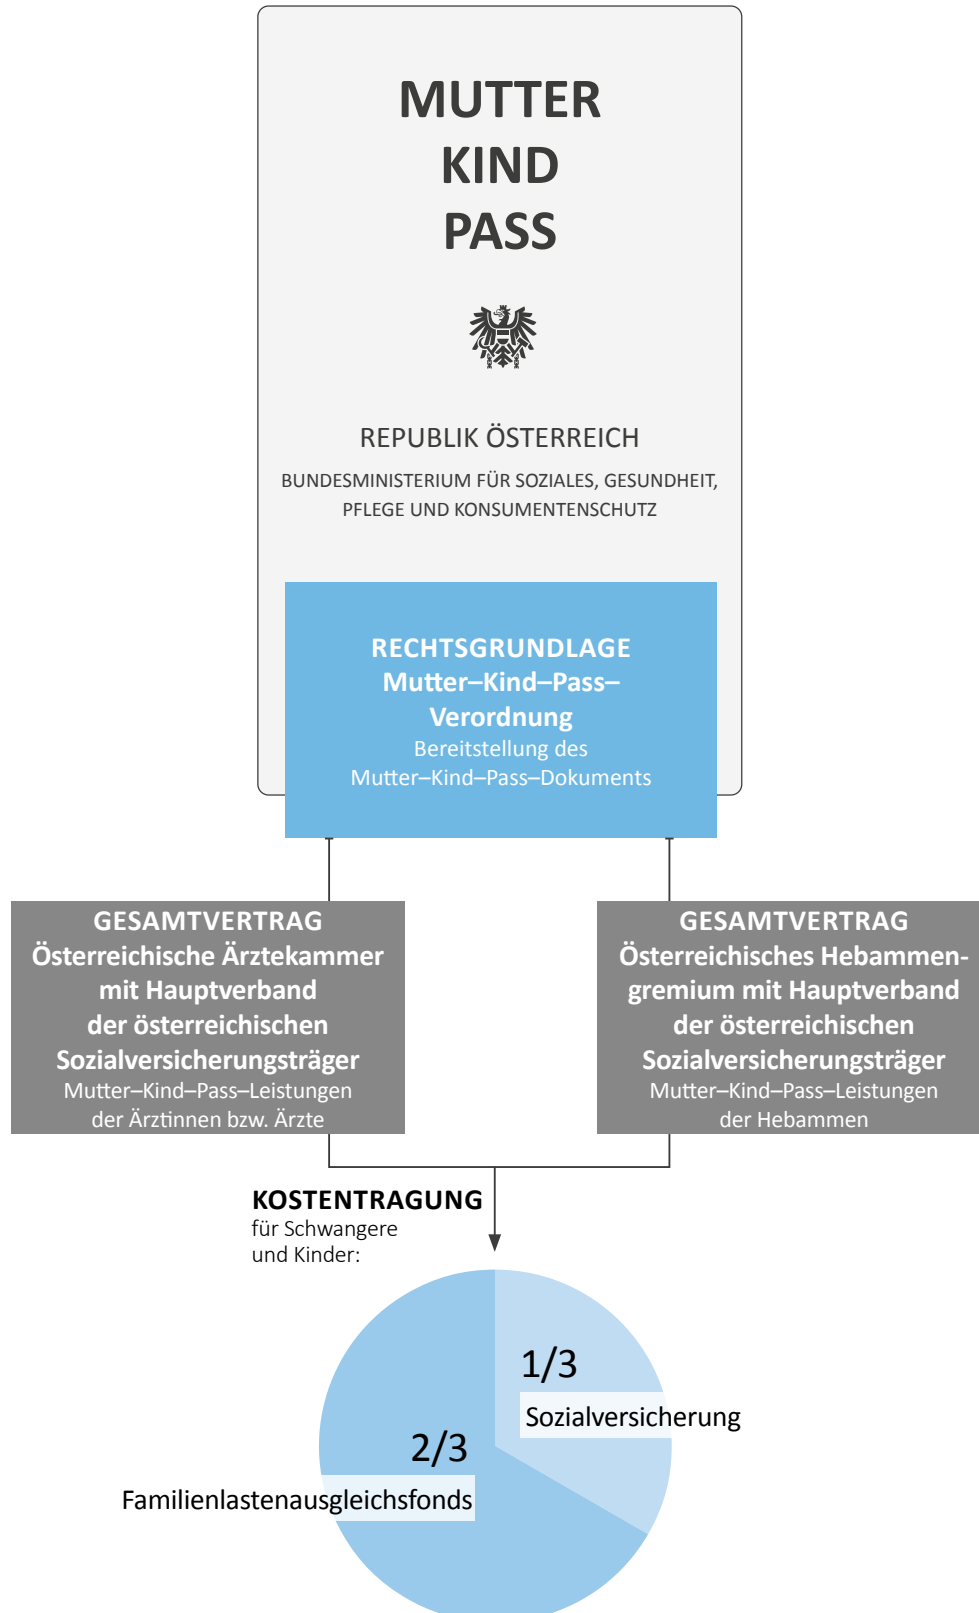 MUTTER
KIND
PASS
REPUBLIK ÖSTERREICH
BUNDESMINISTERIUM FÜR SOZIALES, GESUNDHEIT,
PFLEGE UND KONSUMENTENSCHUTZ
RECHTSGRUNDLAGE
Mutter–Kind–Pass–
Verordnung
Bereitstellung des
Mutter–Kind–Pass–Dokuments
GESAMTVERTRAG
Österreichische Ärztekammer
mit Hauptverband
der österreichischen
Sozialversicherungsträger
Mutter–Kind–Pass–Leistungen
der Ärztinnen bzw. Ärzte
GESAMTVERTRAG
Österreichisches Hebammen-
gremium mit Hauptverband
der österreichischen
Sozialversicherungsträger
Mutter–Kind–Pass–Leistungen
der Hebammen
KOSTENTRAGUNG
für Schwangere
und Kinder:
1/3
Sozialversicherung
2/3
Familienlastenausgleichsfonds